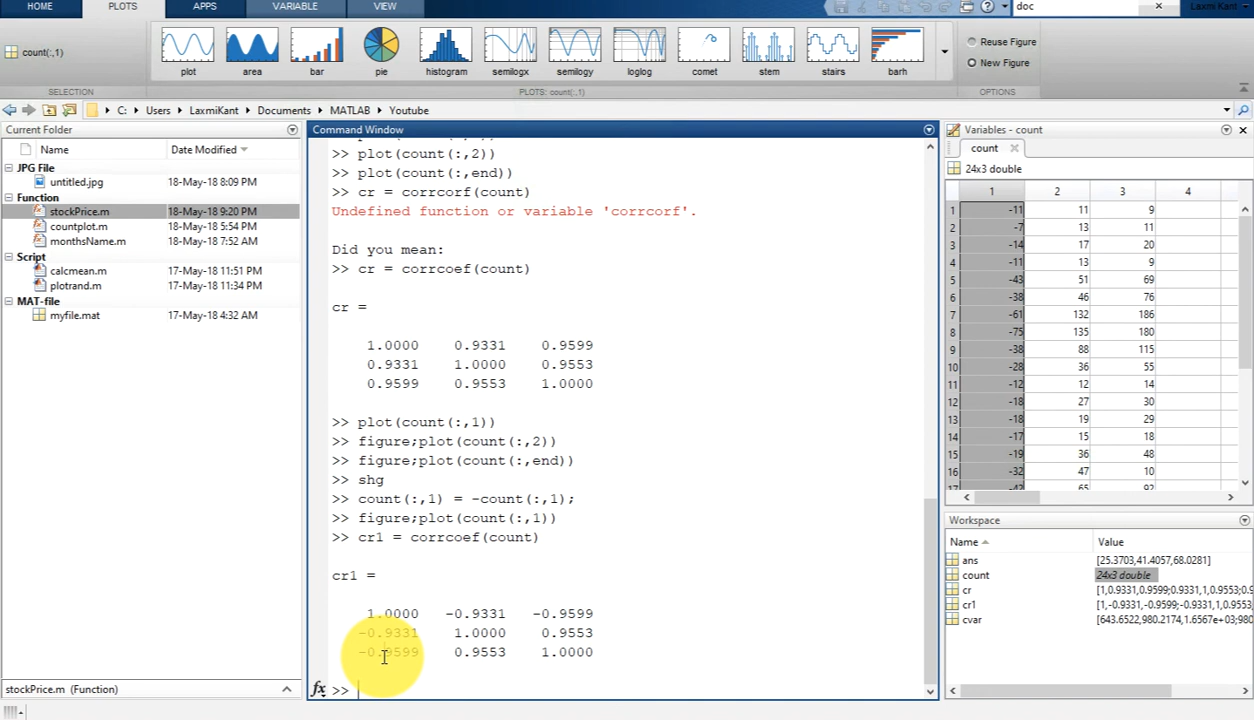 HOME PLOTS APPS VARIABLE VIEW doc Laxmi Kant
count(:,1)
plot area bar pie histogram semilogx semilogy loglog comet stem stairs barh
Reuse Figure
New Figure
SELECTION PLOTS: count(:,1) OPTIONS
C: Users LaxmiKant Documents MATLAB Youtube
Current Folder
Name Date Modified
JPG File
untitled.jpg 18-May-18 8:09 PM
Function
stockPrice.m 18-May-18 9:20 PM
countplot.m 18-May-18 5:54 PM
monthsName.m 18-May-18 7:52 AM
Script
calcmean.m 17-May-18 11:51 PM
plotrand.m 17-May-18 11:34 PM
MAT-file
myfile.mat 17-May-18 4:32 AM
stockPrice.m (Function)
Command Window
>> plot(count(:,2))
>> plot(count(:,end))
>> cr = corrcorf(count)
Undefined function or variable 'corrcorf'.
Did you mean:
>> cr = corrcoef(count)
cr =
1.0000 0.9331 0.9599
0.9331 1.0000 0.9553
0.9599 0.9553 1.0000
>> plot(count(:,1))
>> figure;plot(count(:,2))
>> figure;plot(count(:,end))
>> shg
>> count(:,1) = -count(:,1);
>> figure;plot(count(:,1))
>> cr1 = corrcoef(count)
cr1 =
1.0000 -0.9331 -0.9599
-0.9331 1.0000 0.9553
-0.9599 0.9553 1.0000
fx >>
Variables - count
count
24x3 double
1 2 3 4
1 -11 11 9
2 -7 13 11
3 -14 17 20
4 -11 13 9
5 -43 51 69
6 -38 46 76
7 -61 132 186
8 -75 135 180
9 -38 88 115
10 -28 36 55
11 -12 12 14
12 -18 27 30
13 -18 19 29
14 -17 15 18
15 -19 36 48
16 -32 47 10
17 -42 65 92
Workspace
Name Value
ans [25.3703,41.4057,68.0281]
count 24x3 double
cr [1,0.9331,0.9599;0.9331,1,0.9553;0.9
cr1 [1,-0.9331,-0.9599;-0.9331,1,0.9553;
cvar [643.6522,980.2174,1.6567e+03;980